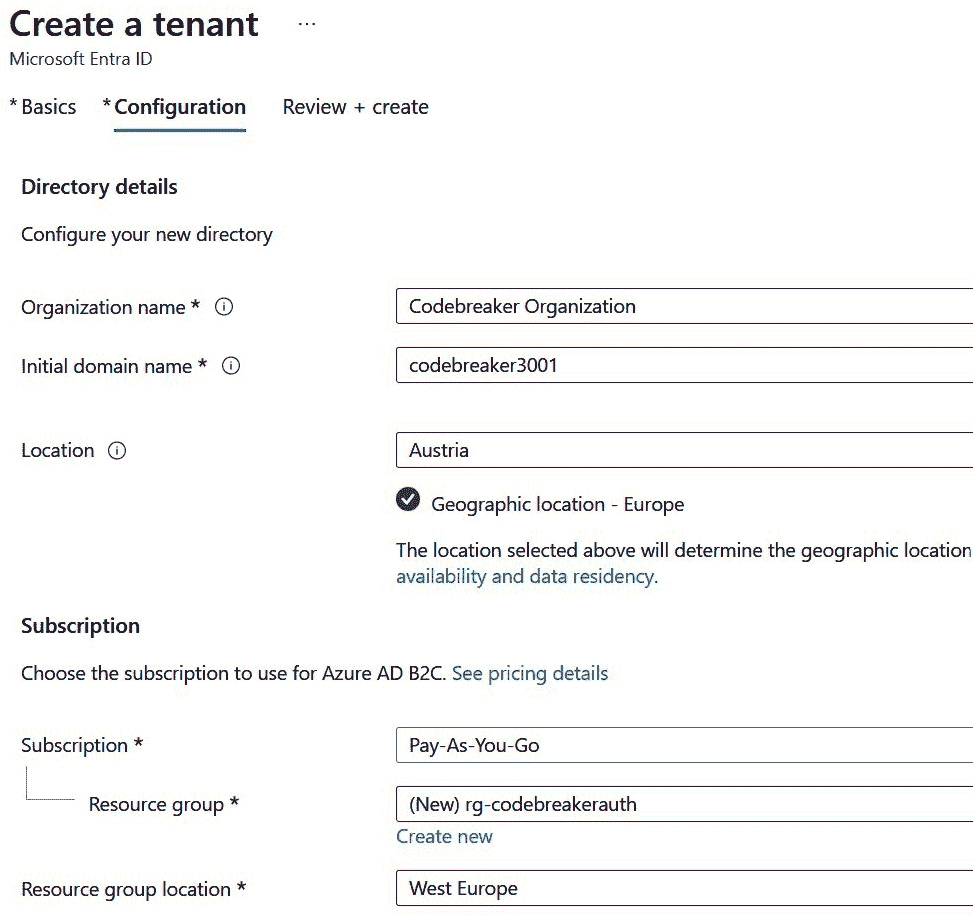 Create a tenant ...
Microsoft Entra ID
* Basics * Configuration Review + create
Directory details
Configure your new directory
Organization name * Codebreaker Organization
Initial domain name * codebreaker3001
Location Austria
Geographic location - Europe
The location selected above will determine the geographic location
availability and data residency.
Subscription
Choose the subscription to use for Azure AD B2C. See pricing details
Subscription * Pay-As-You-Go
Resource group * (New) rg-codebreakerauth
Create new
Resource group location * West Europe